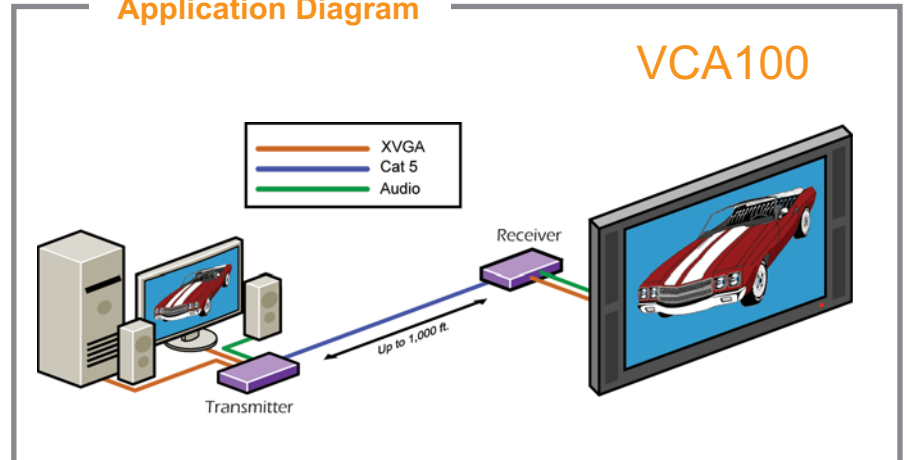 Application Diagram
VCA100
XVGA
Cat 5
Audio
Receiver
Up to 1,000 ft.
Transmitter